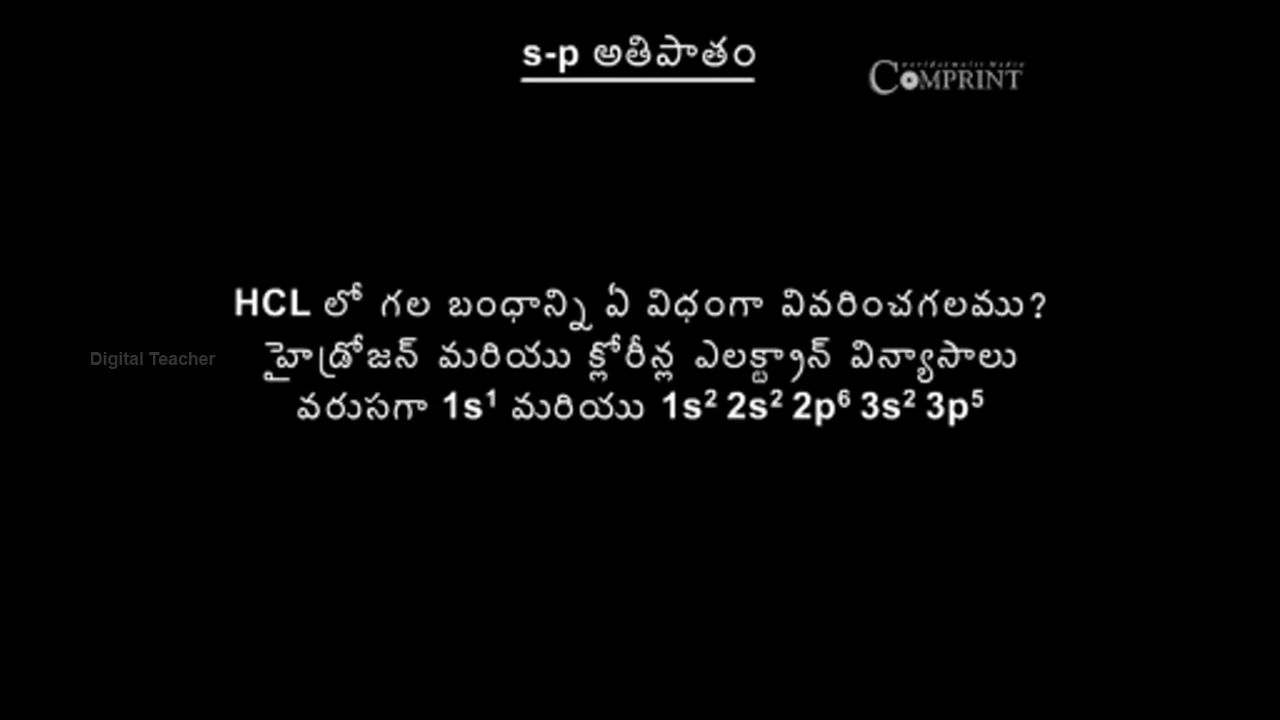 s-p అతిపాతం
COMPRINT
HCL లో గల బంధాన్ని ఏ విధంగా వివరించగలము?
Digital Teacher
హైడ్రోజన్ మరియు క్లోరీన్ల ఎలక్ట్రాన్ విన్యాసాలు
వరుసగా 1s¹ మరియు 1s² 2s² 2p⁶ 3s² 3p⁵